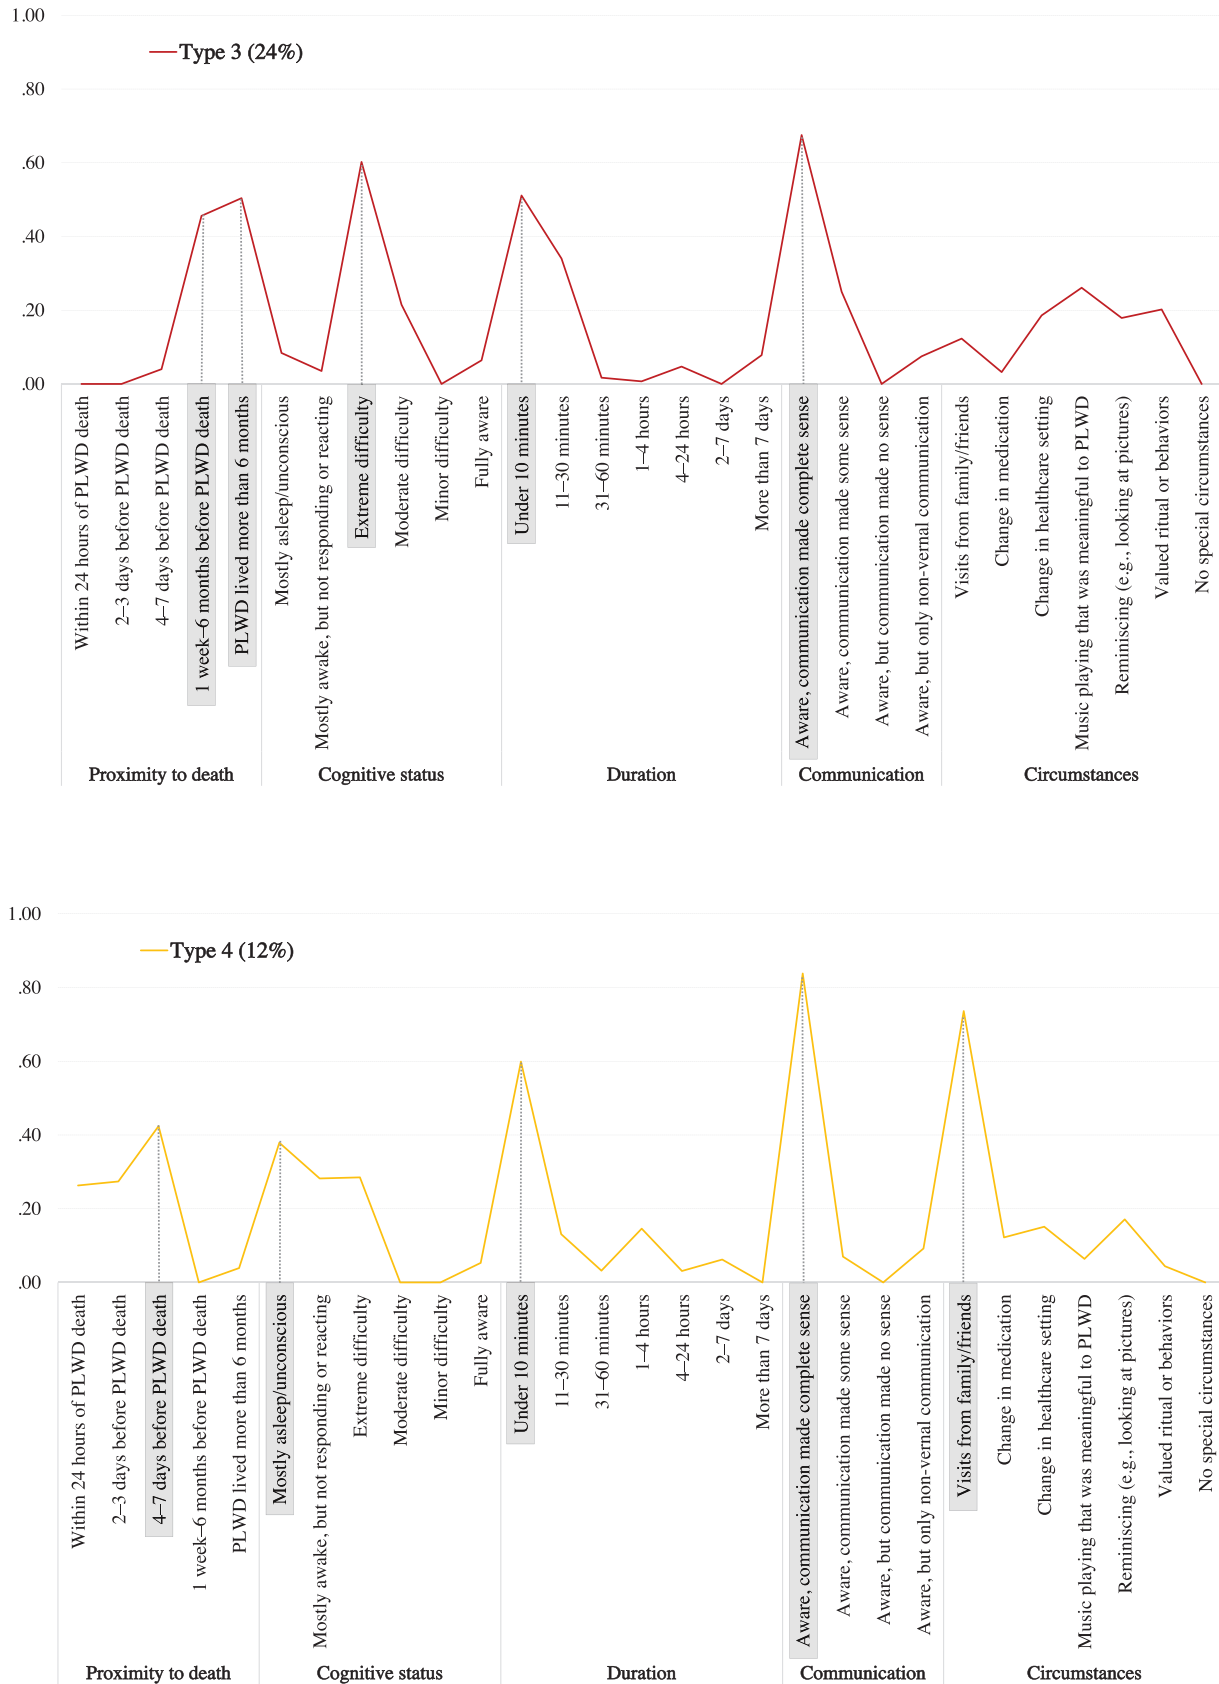 1.00
Type 3 (24%)
.80
.60
.40
.20
.00
Within 24 hours of PLWD death
2–3 days before PLWD death
4–7 days before PLWD death
1 week–6 months before PLWD death
PLWD lived more than 6 months
Mostly asleep/unconscious
Mostly awake, but not responding or reacting
Extreme difficulty
Moderate difficulty
Minor difficulty
Fully aware
Under 10 minutes
11–30 minutes
31–60 minutes
1–4 hours
4–24 hours
2–7 days
More than 7 days
Aware, communication made complete sense
Aware, communication made some sense
Aware, but communication made no sense
Aware, but only non-vernal communication
Visits from family/friends
Change in medication
Change in healthcare setting
Music playing that was meaningful to PLWD
Reminiscing (e.g., looking at pictures)
Valued ritual or behaviors
No special circumstances
Proximity to death
Cognitive status
Duration
Communication
Circumstances
1.00
Type 4 (12%)
.80
.60
.40
.20
.00
Within 24 hours of PLWD death
2–3 days before PLWD death
4–7 days before PLWD death
1 week–6 months before PLWD death
PLWD lived more than 6 months
Mostly asleep/unconscious
Mostly awake, but not responding or reacting
Extreme difficulty
Moderate difficulty
Minor difficulty
Fully aware
Under 10 minutes
11–30 minutes
31–60 minutes
1–4 hours
4–24 hours
2–7 days
More than 7 days
Aware, communication made complete sense
Aware, communication made some sense
Aware, but communication made no sense
Aware, but only non-vernal communication
Visits from family/friends
Change in medication
Change in healthcare setting
Music playing that was meaningful to PLWD
Reminiscing (e.g., looking at pictures)
Valued ritual or behaviors
No special circumstances
Proximity to death
Cognitive status
Duration
Communication
Circumstances